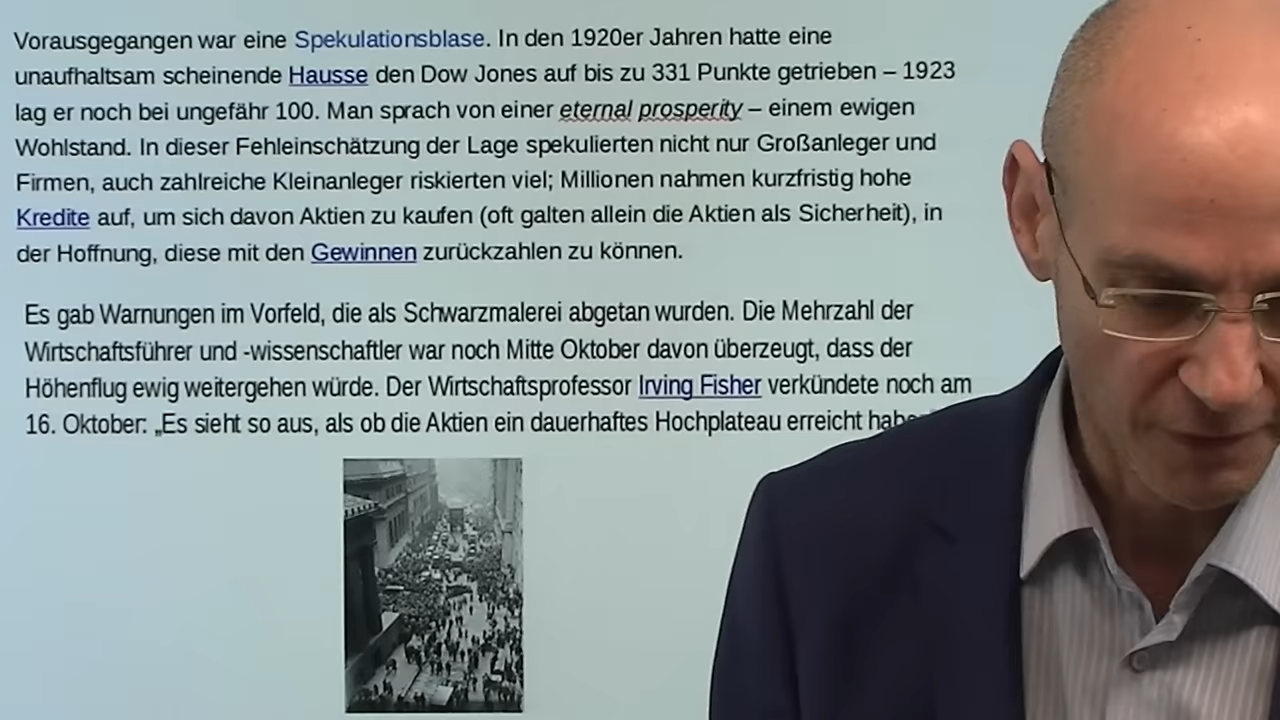 Vorausgegangen war eine Spekulationsblase. In den 1920er Jahren hatte eine
unaufhaltsam scheinende Hausse den Dow Jones auf bis zu 331 Punkte getrieben – 1923
lag er noch bei ungefähr 100. Man sprach von einer eternal prosperity – einem ewigen
Wohlstand. In dieser Fehleinschätzung der Lage spekulierten nicht nur Großanleger und
Firmen, auch zahlreiche Kleinanleger riskierten viel; Millionen nahmen kurzfristig hohe
Kredite auf, um sich davon Aktien zu kaufen (oft galten allein die Aktien als Sicherheit), in
der Hoffnung, diese mit den Gewinnen zurückzahlen zu können.
Es gab Warnungen im Vorfeld, die als Schwarzmalerei abgetan wurden. Die Mehrzahl der
Wirtschaftsführer und -wissenschaftler war noch Mitte Oktober davon überzeugt, dass der
Höhenflug ewig weitergehen würde. Der Wirtschaftsprofessor Irving Fisher verkündete noch am
16. Oktober: „Es sieht so aus, als ob die Aktien ein dauerhaftes Hochplateau erreicht